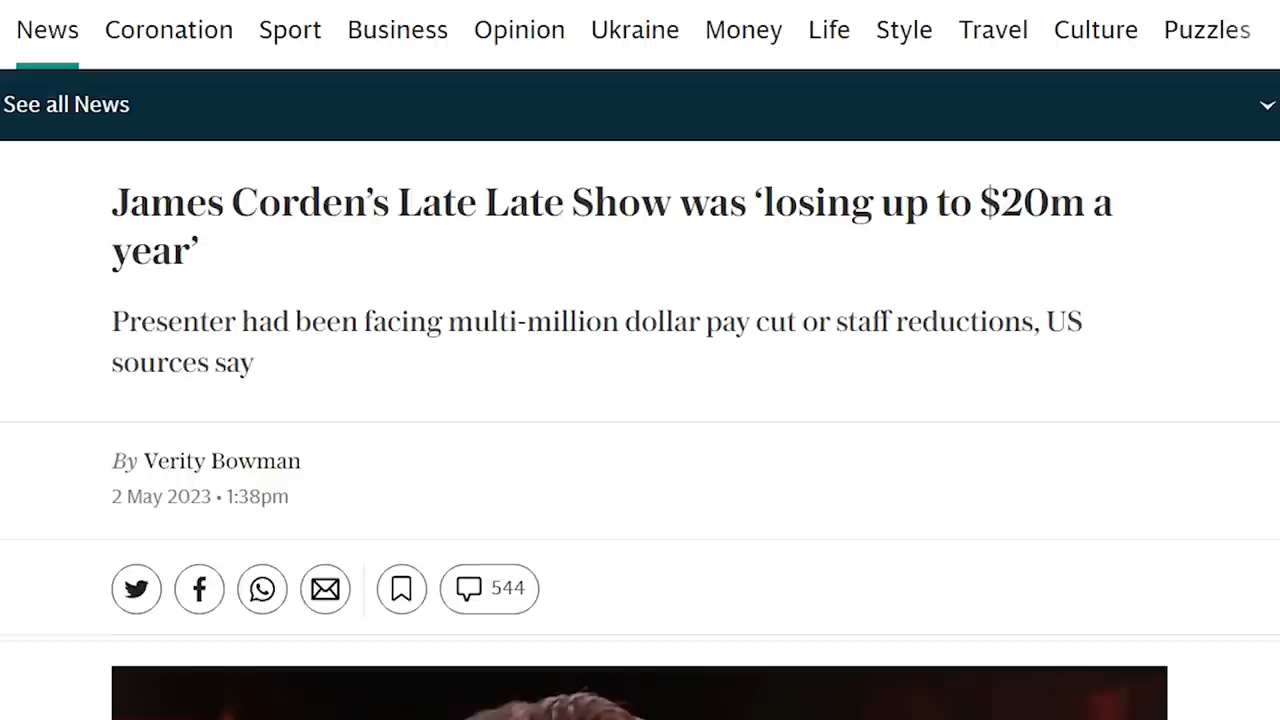 News Coronation Sport Business Opinion Ukraine Money Life Style Travel Culture Puzzles
See all News
James Corden’s Late Late Show was ‘losing up to $20m a
year’
Presenter had been facing multi-million dollar pay cut or staff reductions, US
sources say
By Verity Bowman
2 May 2023 • 1:38pm
544